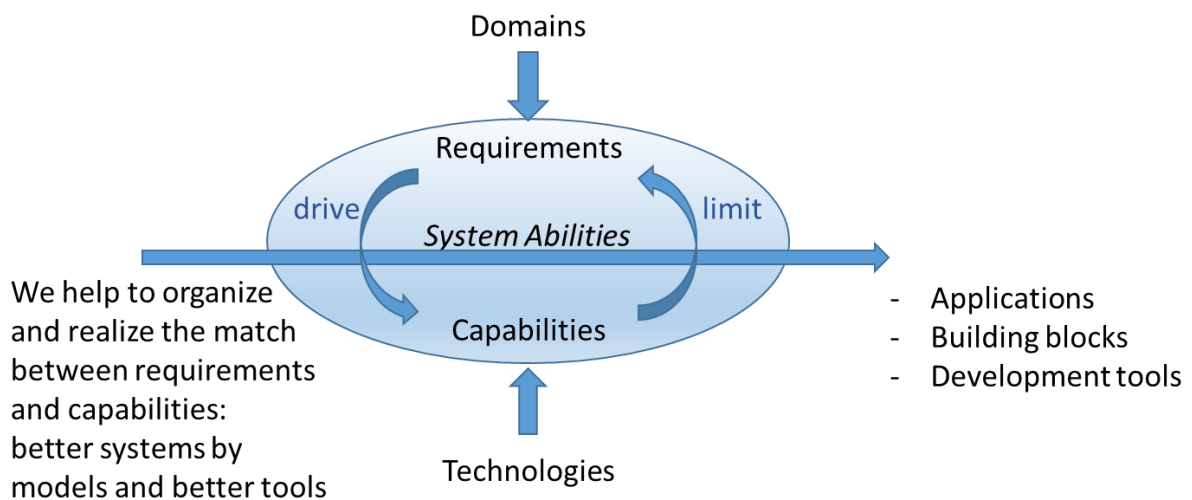 Domains
Requirements
drive
limit
System Abilities
Capabilities
We help to organize
and realize the match
between requirements
and capabilities:
better systems by
models and better tools
- Applications
- Building blocks
- Development tools
Technologies